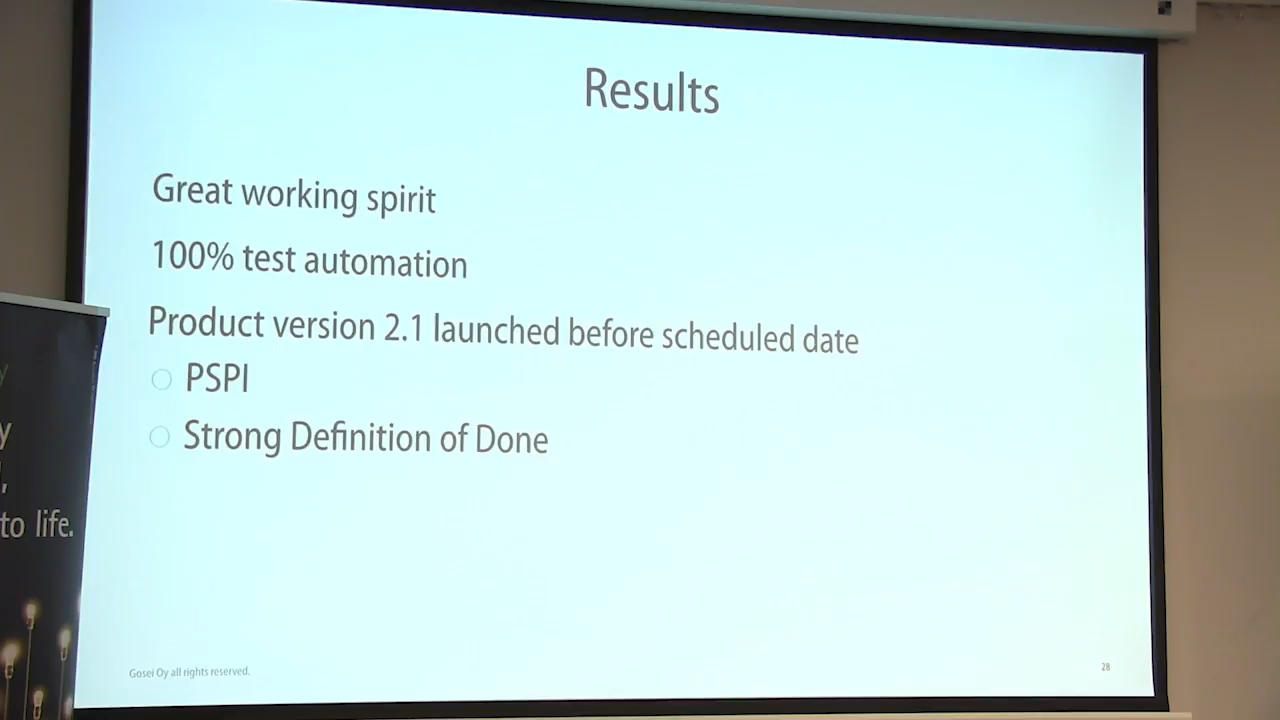 Results
Great working spirit
100% test automation
Product version 2.1 launched before scheduled date
PSPI
Strong Definition of Done
y
y
,
to life.
Gosei Oy all rights reserved.
28